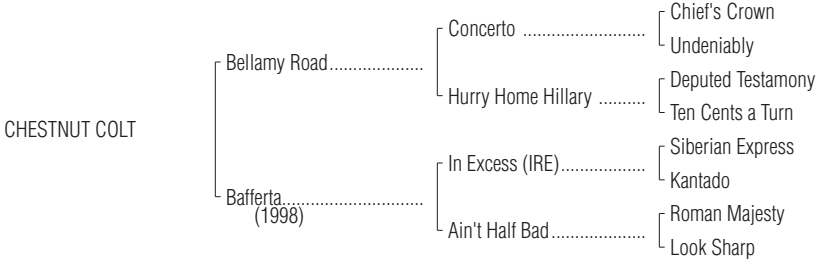 Chief's Crown
Concerto ..........................
Undeniably
Bellamy Road....................
Deputed Testamony
Hurry Home Hillary ..........
Ten Cents a Turn
CHESTNUT COLT
Siberian Express
In Excess (IRE)..................
Kantado
Bafferta..............................
(1998)
Roman Majesty
Ain't Half Bad....................
Look Sharp